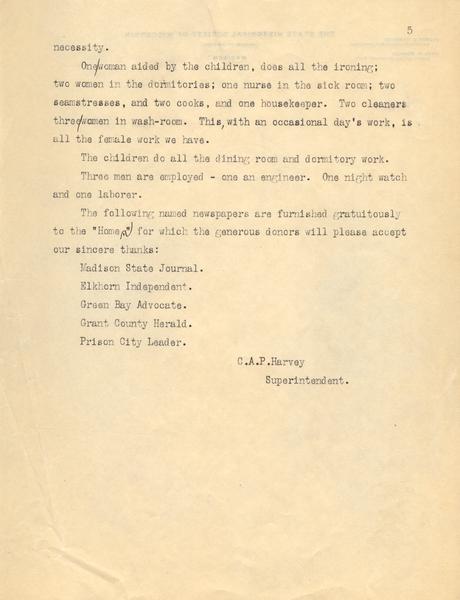 5
necessity.
One woman aided by the children, does all the ironing;
two women in the dormitories; one nurse in the sick room; two
seamstresses, and two cooks, and one housekeeper. Two cleaners
three women in wash-room. This, with an occasional day's work, is
all the female work we have.
The children do all the dining room and dormitory work.
Three men are employed - one an engineer. One night watch
and one laborer.
The following named newspapers are furnished gratuitously
to the "Home," for which the generous donors will please accept
our sincere thanks:
Madison State Journal.
Elkhorn Independent.
Green Bay Advocate.
Grant County Herald.
Prison City Leader.
C.A.P.Harvey
Superintendent.